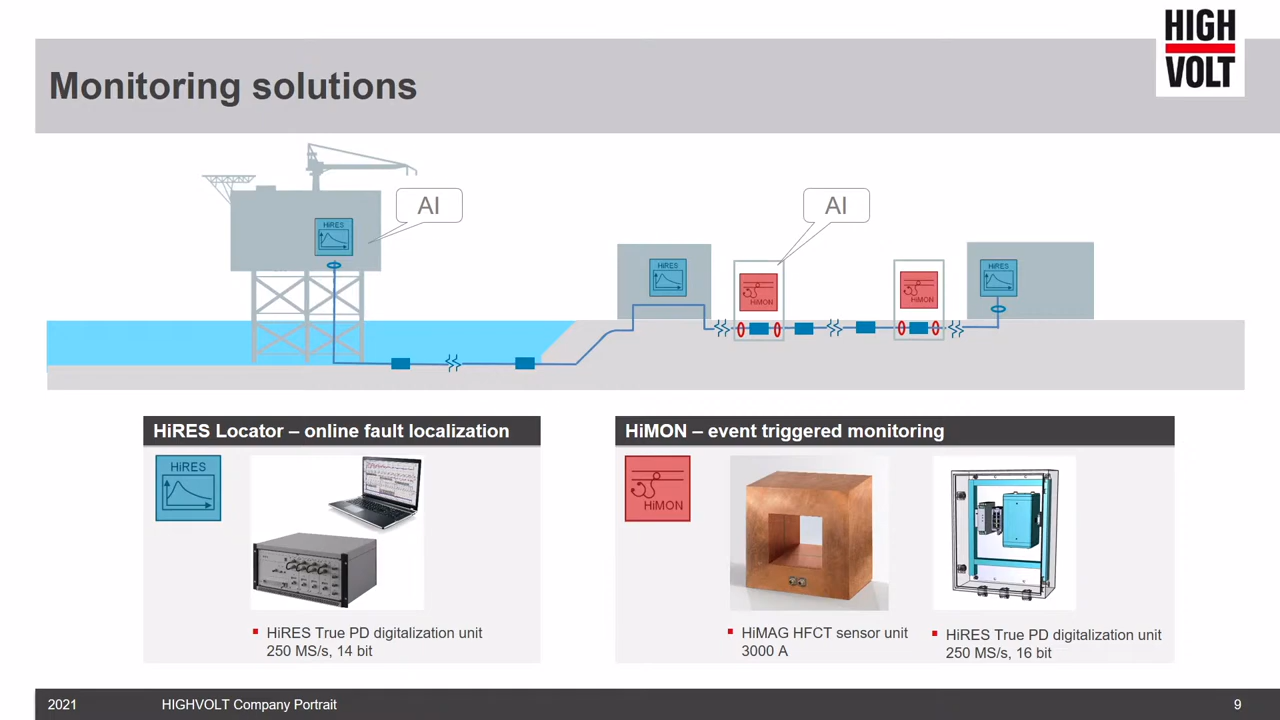 HIGH
VOLT
Monitoring solutions
AI
AI
HiRES
HiRES
HiMON
HiMON
HiRES
HiRES Locator – online fault localization
HiMON – event triggered monitoring
HiRES
HiMON
HiRES True PD digitalization unit
250 MS/s, 14 bit
HiMAG HFCT sensor unit
3000 A
HiRES True PD digitalization unit
250 MS/s, 16 bit
2021
HIGHVOLT Company Portrait
9